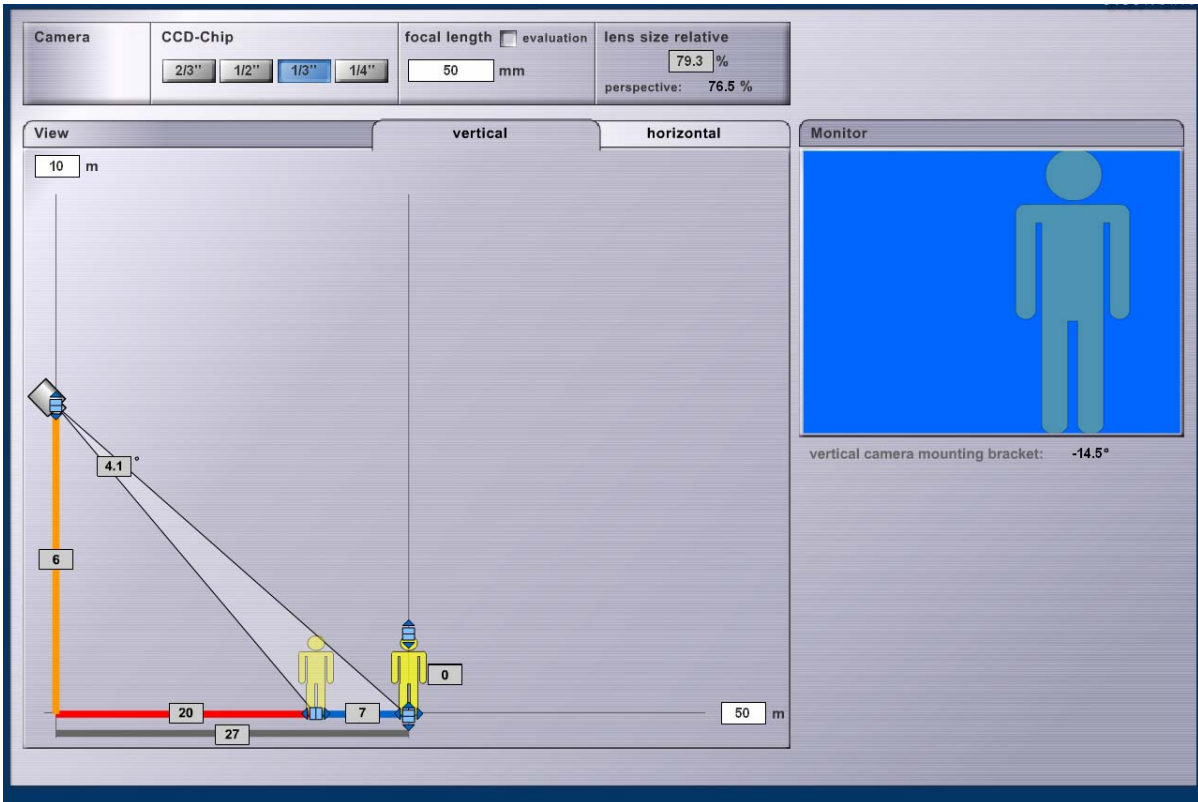 Camera
CCD-Chip
2/3'' 1/2'' 1/3'' 1/4''
focal length evaluation
50 mm
lens size relative
79.3 %
perspective: 76.5 %
View
vertical
horizontal
10 m
4.1 °
6
0
20
7
27
50 m
Monitor
vertical camera mounting bracket: -14.5°